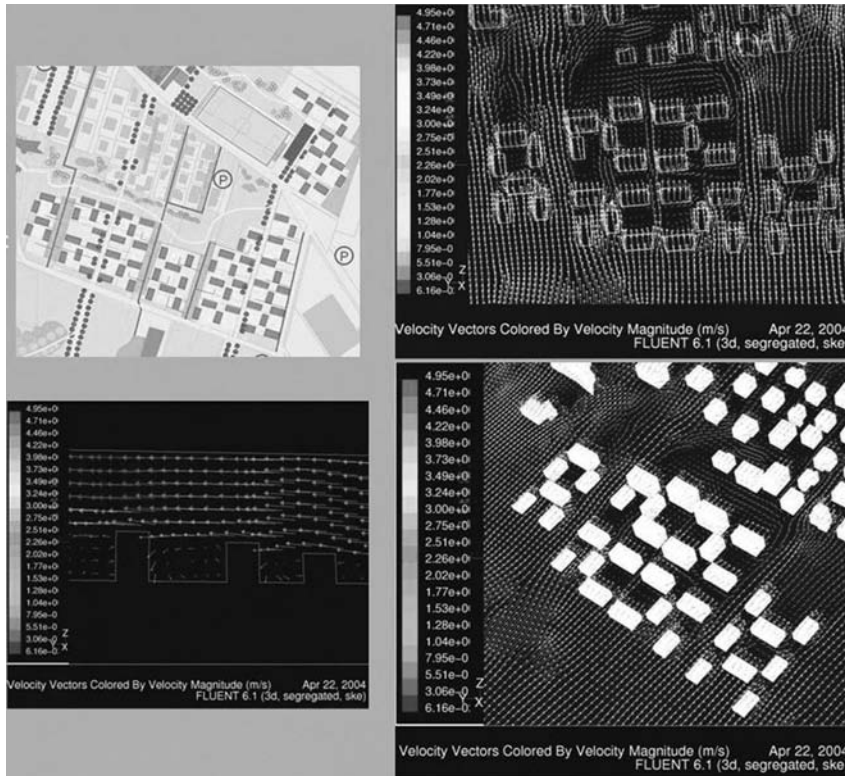 P
P
4.95e+0
4.71e+0
4.46e+0
4.22e+0
3.98e+0
3.73e+0
3.49e+0
3.24e+0
3.00e+0
2.75e+0
2.51e+0
2.26e+0
2.02e+0
1.77e+0
1.53e+0
1.28e+0
1.04e+0
7.95e-0
5.51e-0
3.06e-0
6.16e-0
Z
Y X
Velocity Vectors Colored By Velocity Magnitude (m/s) Apr 22, 2004
FLUENT 6.1 (3d, segregated, ske
4.95e+0
4.71e+0
4.46e+0
4.22e+0
3.98e+0
3.73e+0
3.49e+0
3.24e+0
3.00e+0
2.75e+0
2.51e+0
2.26e+0
2.02e+0
1.77e+0
1.53e+0
1.28e+0
1.04e+0
7.95e-0
5.51e-0
3.06e-0
6.16e-0
Z
X
Velocity Vectors Colored By Velocity Magnitude (m/s) Apr 22, 2004
FLUENT 6.1 (3d, segregated, ske)
4.95e+0
4.71e+0
4.46e+0
4.22e+0
3.98e+0
3.73e+0
3.49e+0
3.24e+0
3.00e+0
2.75e+0
2.51e+0
2.26e+0
2.02e+0
1.77e+0
1.53e+0
1.28e+0
1.04e+0
7.95e-0
5.51e-0
3.06e-0
6.16e-0
Z
Y X
Velocity Vectors Colored By Velocity Magnitude (m/s) Apr 22, 2004
FLUENT 6.1 (3d, segregated, ske